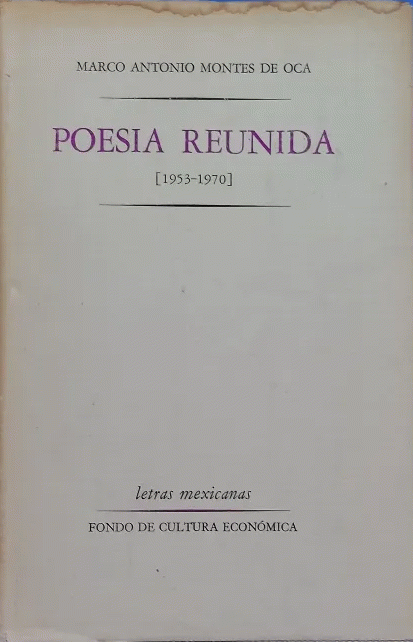 MARCO ANTONIO MONTES DE OCA
POESIA REUNIDA
[1953-1970]
letras mexicanas
FONDO DE CULTURA ECONÓMICA